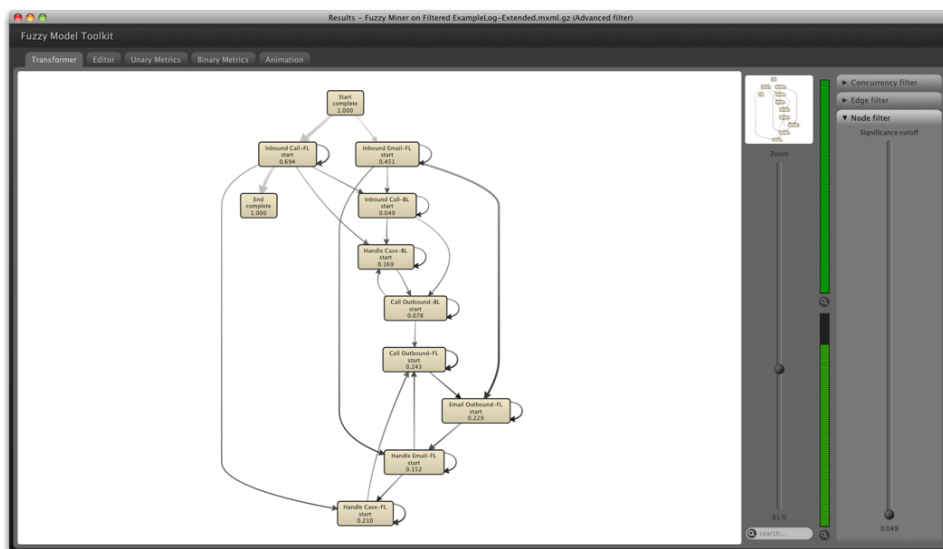 Results - Fuzzy Miner on Filtered ExampleLog-Extended.mxml.gz (Advanced filter)
Fuzzy Model Toolkit
Transformer Editor Unary Metrics Binary Metrics Animation
Start
complete
1.000
Inbound Call-FL
start
0.694
Inbound Email-FL
start
0.451
End
complete
1.000
Inbound Call-BL
start
0.049
Handle Case-BL
start
0.169
Call Outbound-BL
start
0.078
Call Outbound-FL
start
0.243
Email Outbound-FL
start
0.229
Handle Email-FL
start
0.152
Handle Case-FL
start
0.210
Zoom
81%
search...
Concurrency filter
Edge filter
Node filter
Significance cutoff
0.049